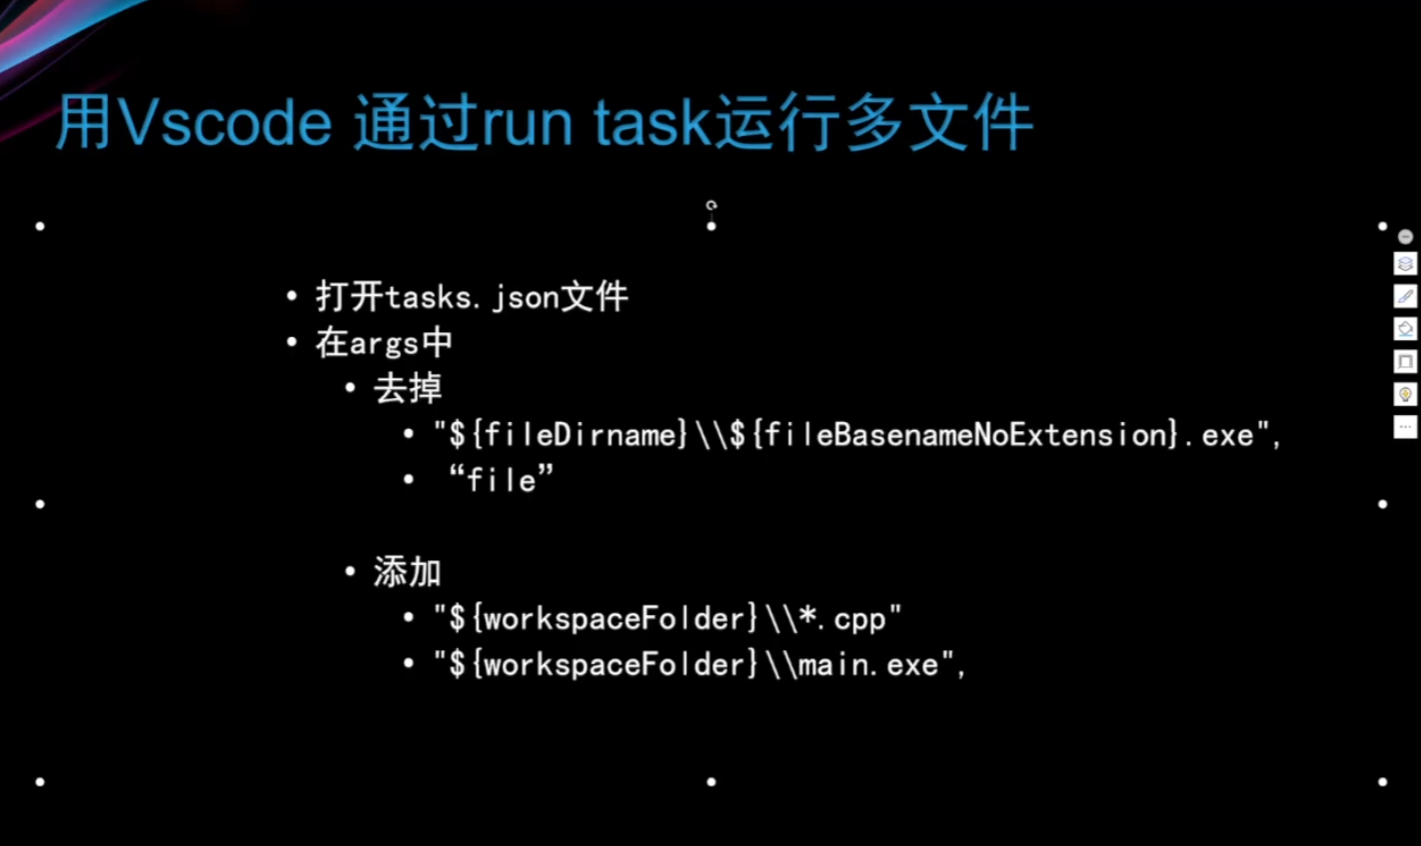 用Vscode 通过run task运行多文件
• 打开tasks.json文件
• 在args中
• 去掉
• "${fileDirname}\\${fileBasenameNoExtension}.exe",
• “file”
• 添加
• "${workspaceFolder}\\*.cpp"
• "${workspaceFolder}\\main.exe",